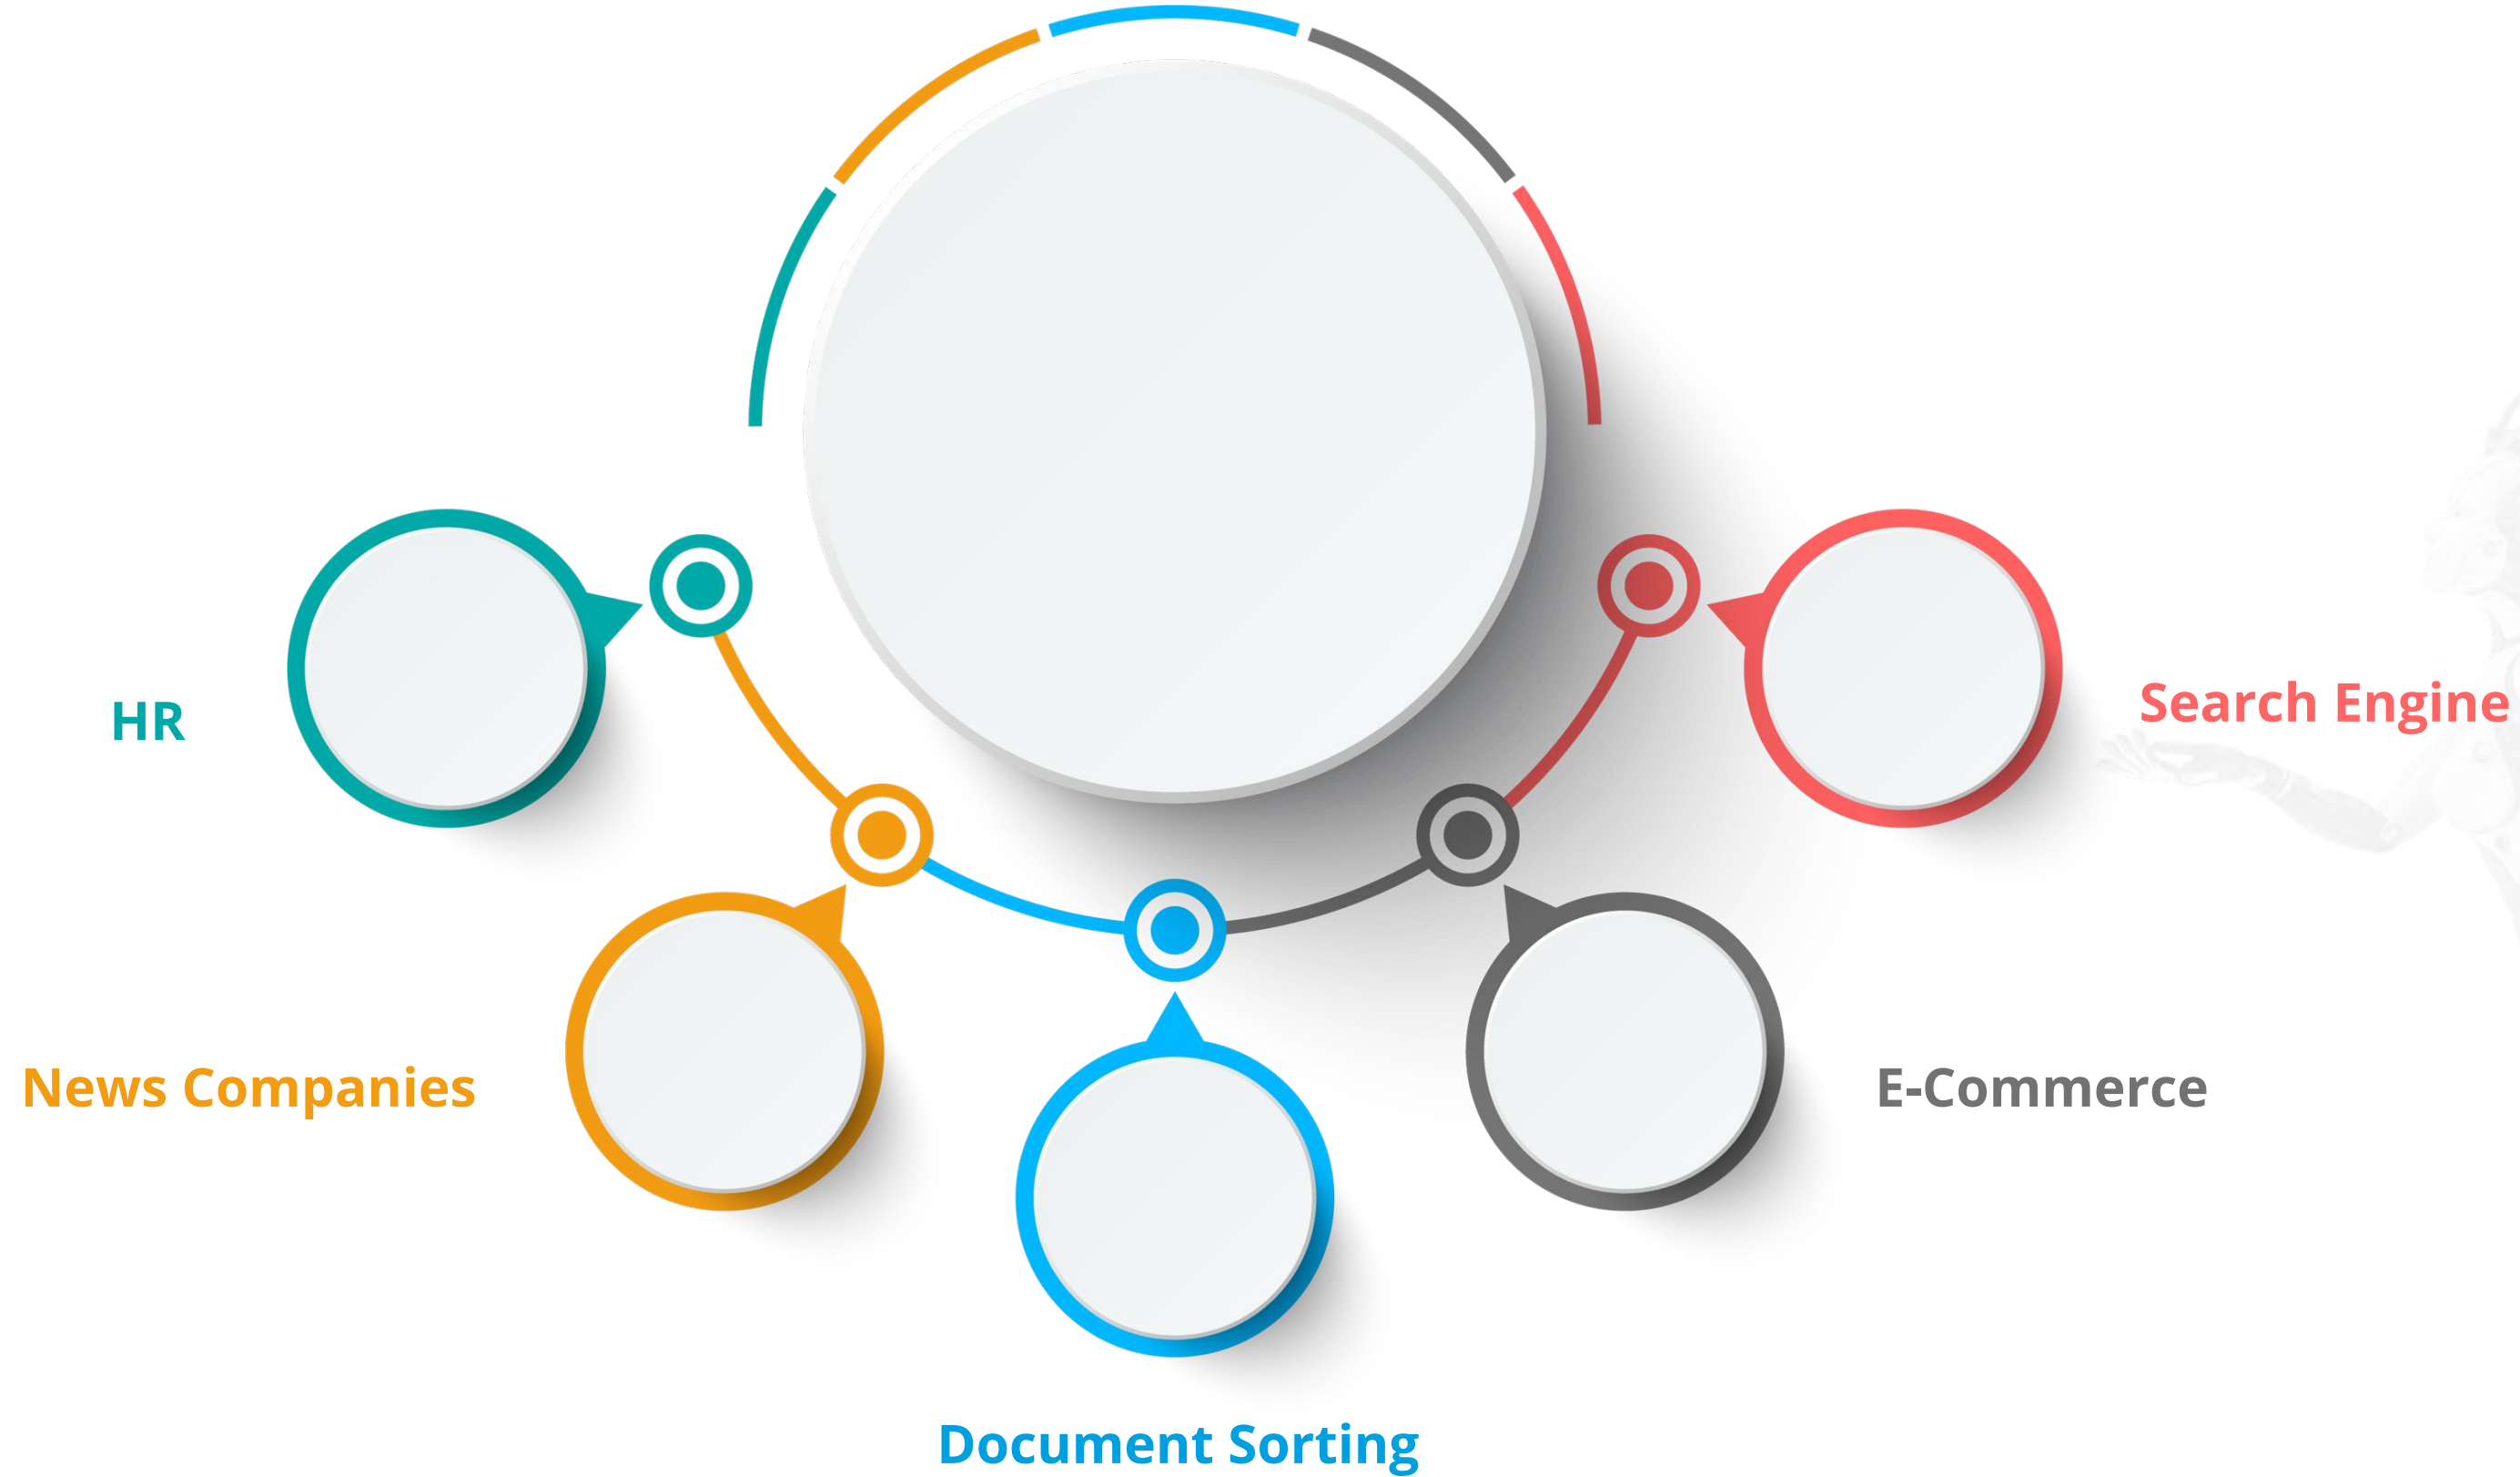 HR
Search Engine
News Companies
E-Commerce
Document Sorting